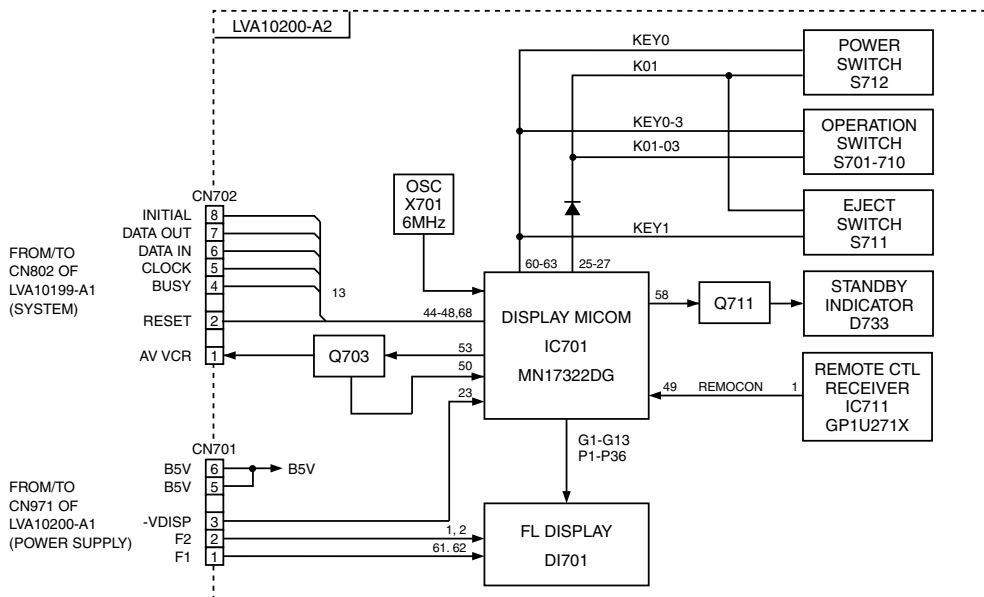 LVA10200-A2
KEY0
POWER
SWITCH
S712
K01
KEY0-3
OPERATION
SWITCH
S701-710
K01-03
OSC
X701
6MHz
EJECT
SWITCH
S711
KEY1
CN702
INITIAL 8
DATA OUT 7
DATA IN 6
CLOCK 5
BUSY 4
RESET 2
AV VCR 1
FROM/TO
CN802 OF
LVA10199-A1
(SYSTEM)
13
44-48,68
60-63
25-27
DISPLAY MICOM
IC701
MN17322DG
58
Q711
STANDBY
INDICATOR
D733
Q703
53
50
23
49
REMOCON
1
REMOTE CTL
RECEIVER
IC711
GP1U271X
G1-G13
P1-P36
CN701
B5V 6
B5V 5
B5V
-VDISP 3
F2 2
F1 1
FROM/TO
CN971 OF
LVA10200-A1
(POWER SUPPLY)
1, 2
61. 62
FL DISPLAY
DI701